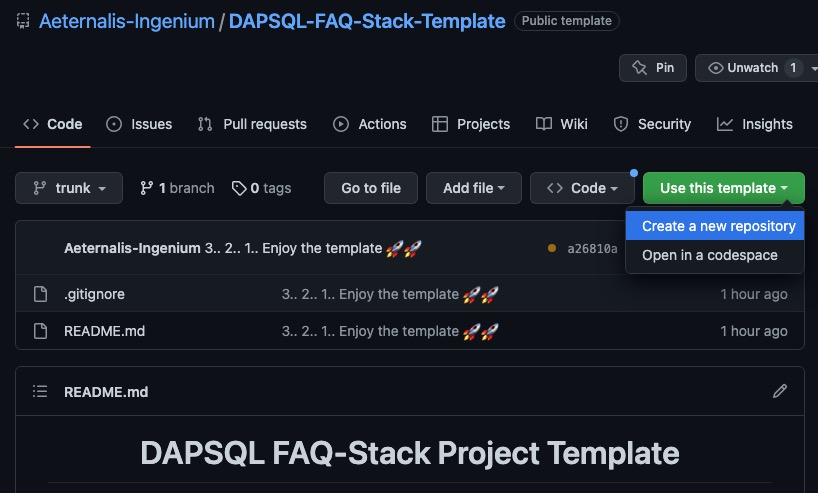 Aeternalis-Ingenium / DAPSQL-FAQ-Stack-Template Public template
Pin Unwatch 1
Code Issues Pull requests Actions Projects Wiki Security Insights
trunk 1 branch 0 tags Go to file Add file Code Use this template
Create a new repository
Open in a codespace
Aeternalis-Ingenium 3.. 2.. 1.. Enjoy the template 🚀🚀 a26810a
.gitignore 3.. 2.. 1.. Enjoy the template 🚀🚀 1 hour ago
README.md 3.. 2.. 1.. Enjoy the template 🚀🚀 1 hour ago
README.md
DAPSQL FAQ-Stack Project Template